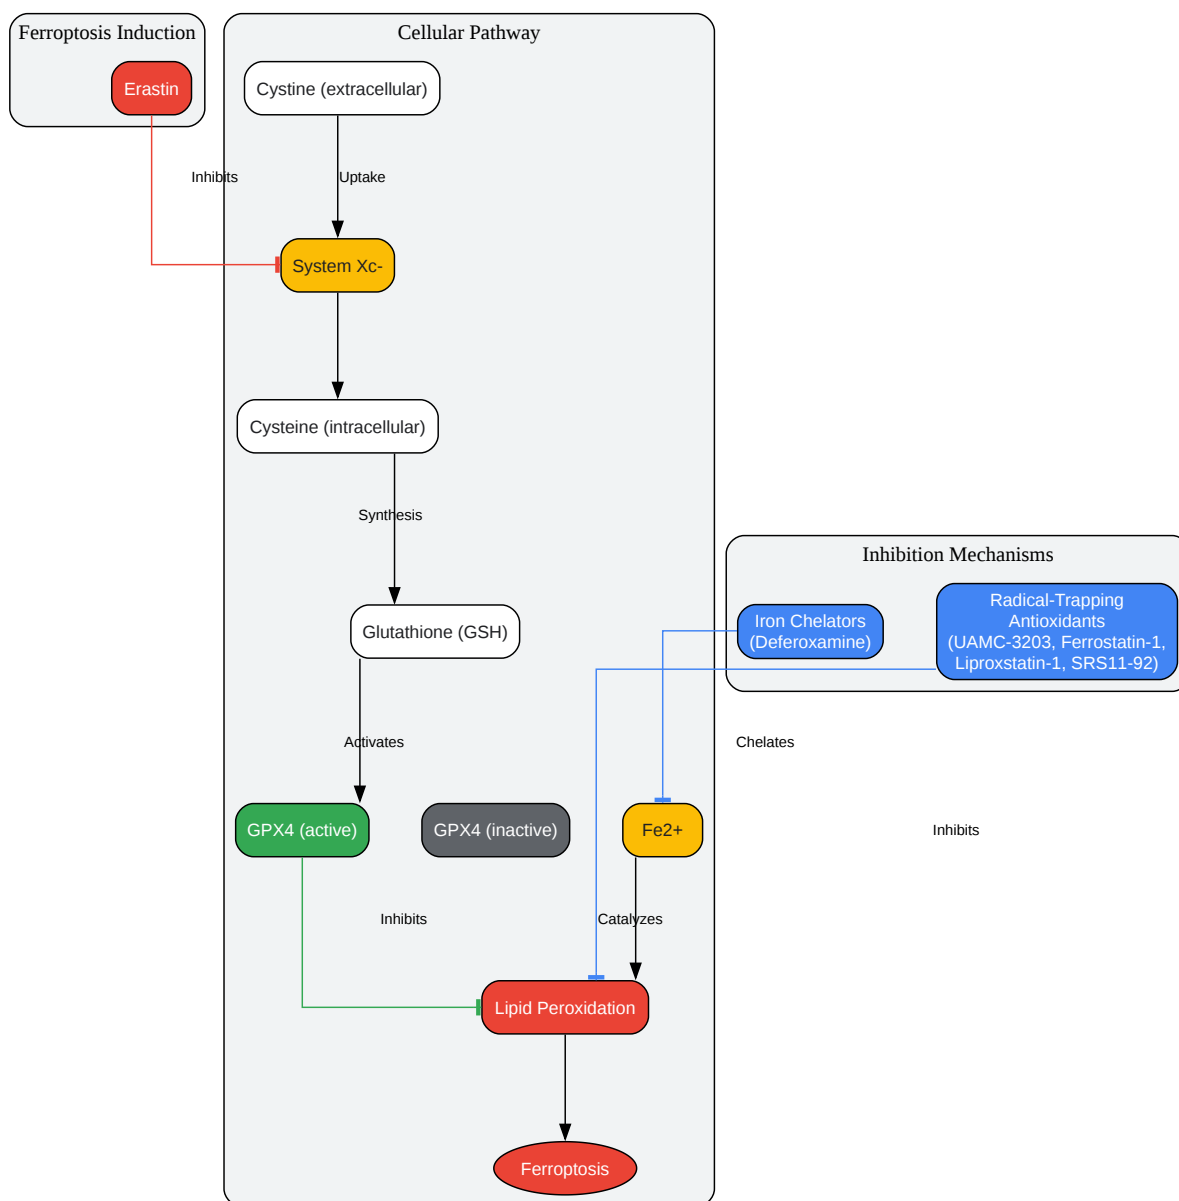 Ferroptosis Induction
Cellular Pathway
Erastin
Cystine (extracellular)
Inhibits
Uptake
System Xc-
Cysteine (intracellular)
Synthesis
Inhibition Mechanisms
Iron Chelators
(Deferoxamine)
Radical-Trapping
Antioxidants
(UAMC-3203, Ferrostatin-1,
Liproxstatin-1, SRS11-92)
Glutathione (GSH)
Activates
Chelates
GPX4 (active)
GPX4 (inactive)
Fe2+
Inhibits
Inhibits
Catalyzes
Lipid Peroxidation
Ferroptosis